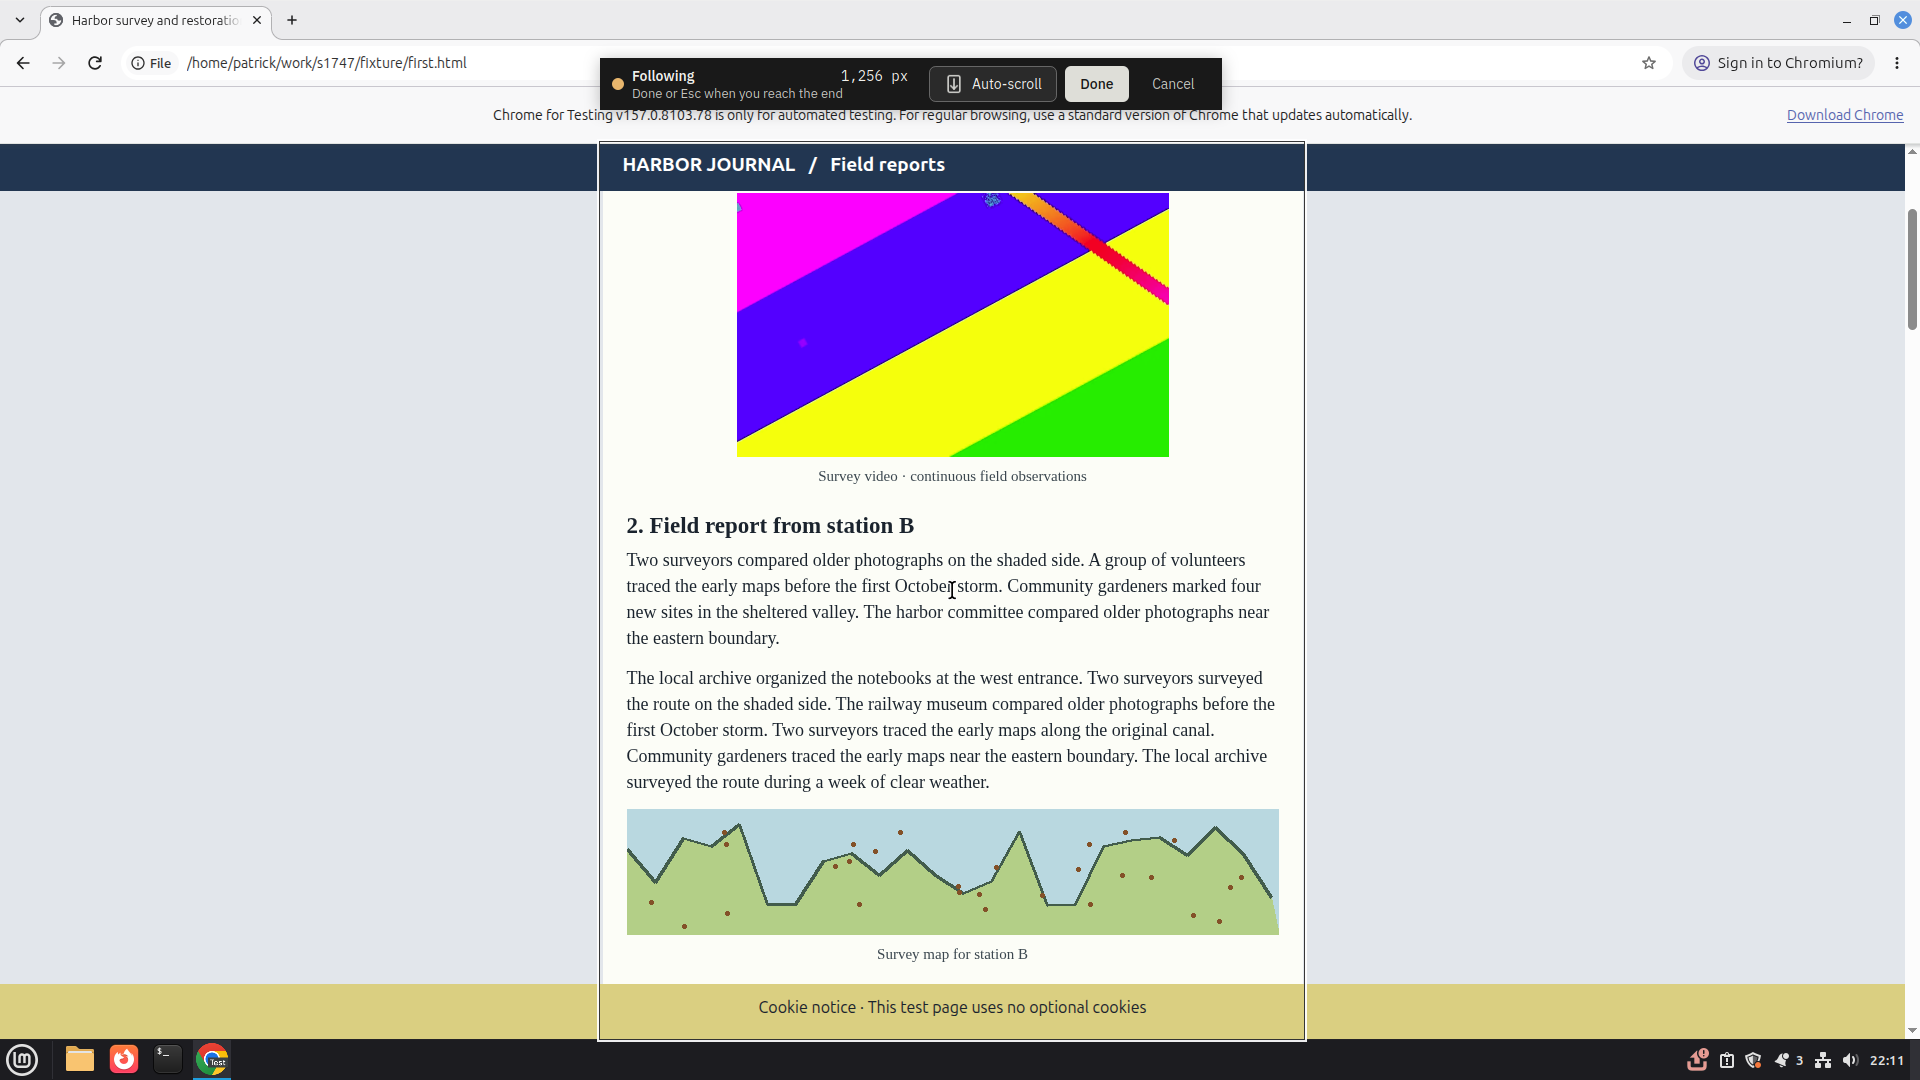 Harbor survey and restoratio
File
/home/patrick/work/s1747/fixture/first.html
Sign in to Chromium?
Following
1,256 px
Done or Esc when you reach the end
Auto-scroll
Done
Cancel
Chrome for Testing v157.0.8103.78 is only for automated testing. For regular browsing, use a standard version of Chrome that updates automatically.
Download Chrome
HARBOR JOURNAL / Field reports
Survey video · continuous field observations
2. Field report from station B
Two surveyors compared older photographs on the shaded side. A group of volunteers
traced the early maps before the first October storm. Community gardeners marked four
new sites in the sheltered valley. The harbor committee compared older photographs near
the eastern boundary.
The local archive organized the notebooks at the west entrance. Two surveyors surveyed
the route on the shaded side. The railway museum compared older photographs before the
first October storm. Two surveyors traced the early maps along the original canal.
Community gardeners traced the early maps near the eastern boundary. The local archive
surveyed the route during a week of clear weather.
Survey map for station B
Cookie notice · This test page uses no optional cookies
$_
Test
3
22:11